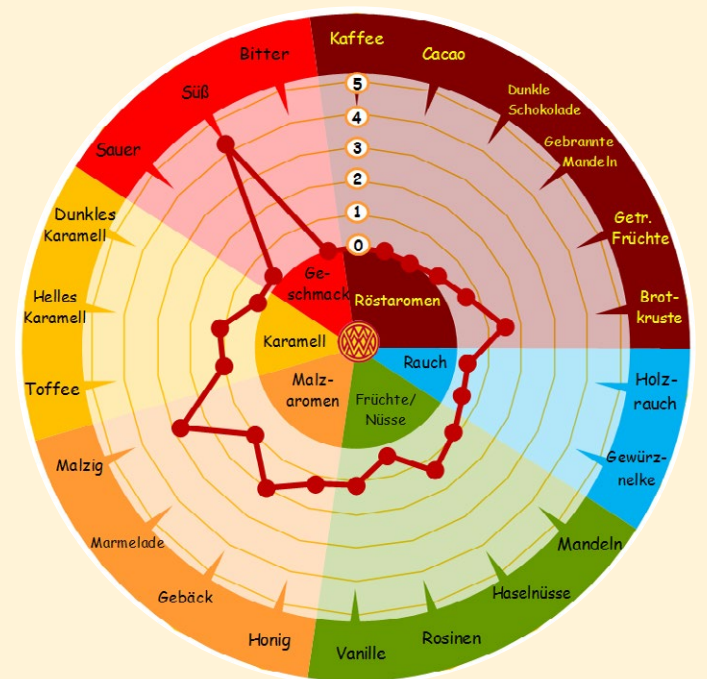 Kaffee
Cacao
Dunkle
Schokolade
Gebrannte
Mandeln
Getr.
Früchte
Brot-
kruste
Holz-
rauch
Gewürz-
nelke
Mandeln
Haselnüsse
Rosinen
Vanille
Honig
Gebäck
Marmelade
Malzig
Toffee
Helles
Karamell
Dunkles
Karamell
Sauer
Süß
Bitter
5
4
3
2
1
0
Ge-
schmack
Röstaromen
Karamell
Rauch
Malz-
aromen
Früchte/
Nüsse